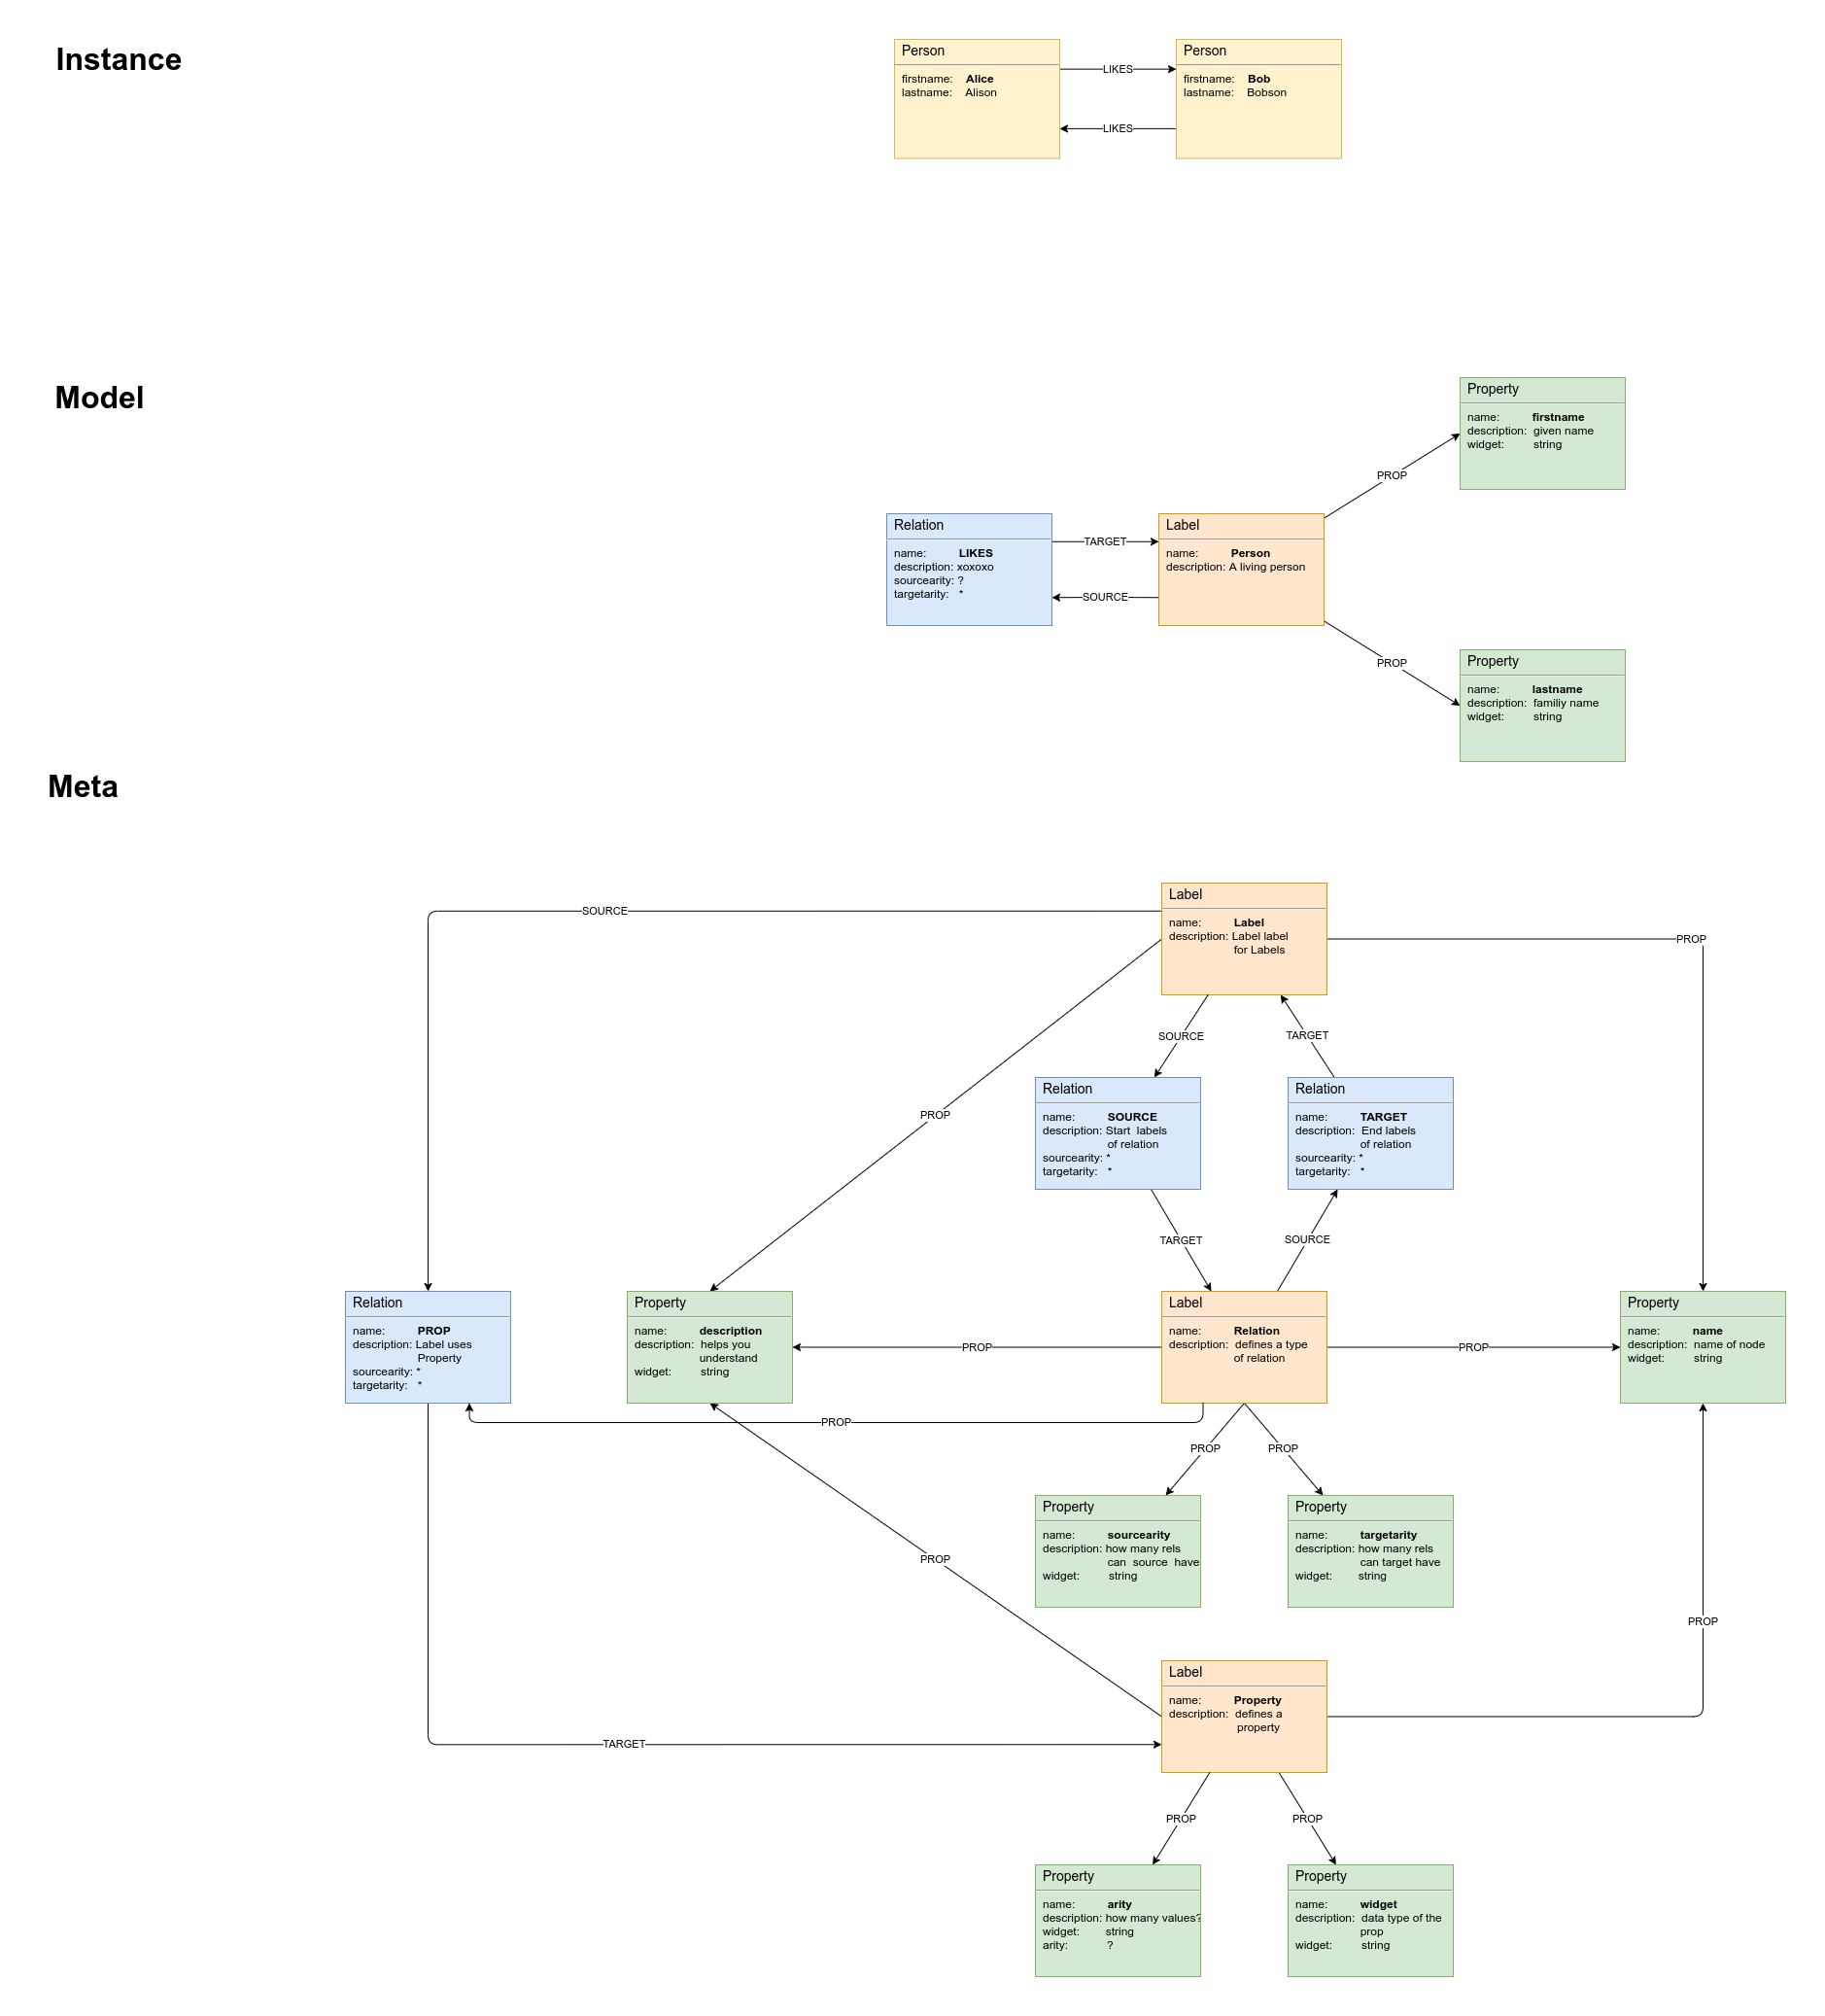 Instance
Person
firstname: Alice
lastname: Alison
LIKES
LIKES
Person
firstname: Bob
lastname: Bobson
Model
Property
name: firstname
description: given name
widget: string
PROP
Relation
name: LIKES
description: xoxoxo
sourcearity: ?
targetarity: *
TARGET
SOURCE
Label
name: Person
description: A living person
PROP
Property
name: lastname
description: familiy name
widget: string
Meta
Label
name: Label
description: Label label
for Labels
SOURCE
PROP
SOURCE
TARGET
PROP
Relation
name: SOURCE
description: Start labels
of relation
sourcearity: *
targetarity: *
Relation
name: TARGET
description: End labels
of relation
sourcearity: *
targetarity: *
TARGET
SOURCE
Relation
name: PROP
description: Label uses
Property
sourcearity: *
targetarity: *
Property
name: description
description: helps you
understand
widget: string
PROP
Label
name: Relation
description: defines a type
of relation
PROP
Property
name: name
description: name of node
widget: string
PROP
PROP
PROP
Property
name: sourcearity
description: how many rels
can source have
widget: string
Property
name: targetarity
description: how many rels
can target have
widget: string
PROP
PROP
Label
name: Property
description: defines a
property
TARGET
PROP
PROP
Property
name: arity
description: how many values?
widget: string
arity: ?
Property
name: widget
description: data type of the
prop
widget: string